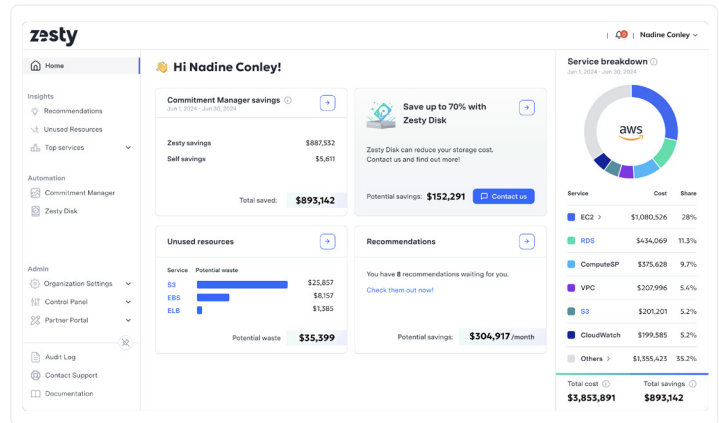 zesty
| 🔔 | Nadine Conley
Home
Insights
Recommendations
Unused Resources
Top services
Automation
Commitment Manager
Zesty Disk
Admin
Organization Settings
Control Panel
Partner Portal
Audit Log
Contact Support
Documentation
👋 Hi Nadine Conley!
Commitment Manager savings
Jun 1, 2024 - Jun 30, 2024
Zesty savings $887,532
Self savings $5,611
Total saved: $893,142
Save up to 70% with
Zesty Disk
Zesty Disk can reduce your storage cost.
Contact us and find out more!
Potential savings: $152,291 Contact us
Unused resources
Service Potential waste
S3 $25,857
EBS $8,157
ELB $1,385
Potential waste $35,399
Recommendations
You have 8 recommendations waiting for you.
Check them out now!
Potential savings: $304,917 /month
Service breakdown
Jun 1, 2024 - Jun 30, 2024
aws
Service Cost Share
EC2 > $1,080,526 28%
RDS $434,069 11.3%
ComputeSP $375,628 9.7%
VPC $207,996 5.4%
S3 $201,201 5.2%
CloudWatch $199,585 5.2%
Others > $1,355,423 35.2%
Total cost Total savings
$3,853,891 $893,142